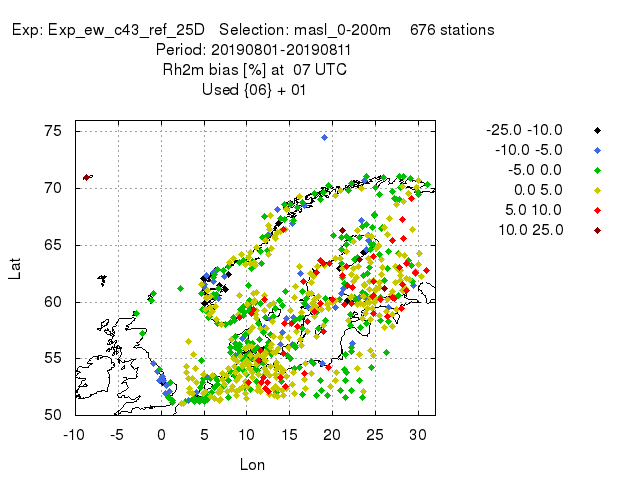 Exp: Exp_ew_c43_ref_25D Selection: masl_0-200m 676 stations
Period: 20190801-20190811
Rh2m bias [%] at 07 UTC
Used {06} + 01
-25.0 -10.0
-10.0 -5.0
-5.0 0.0
0.0 5.0
5.0 10.0
10.0 25.0
75
70
65
60
55
50
Lat
-10 -5 0 5 10 15 20 25 30
Lon